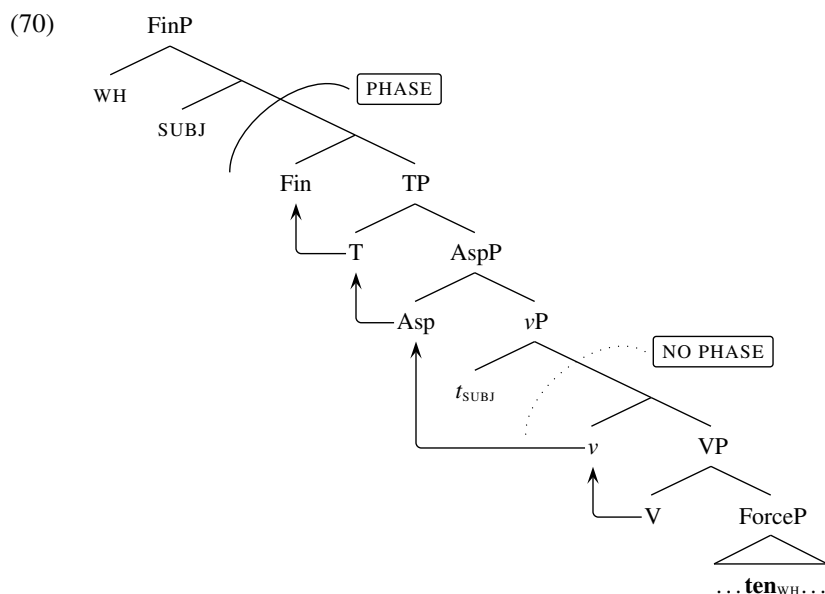 (70) FinP
WH
SUBJ
PHASE
Fin TP
T AspP
Asp vP
NO PHASE
tSUBJ
v VP
V ForceP
...tenWH...